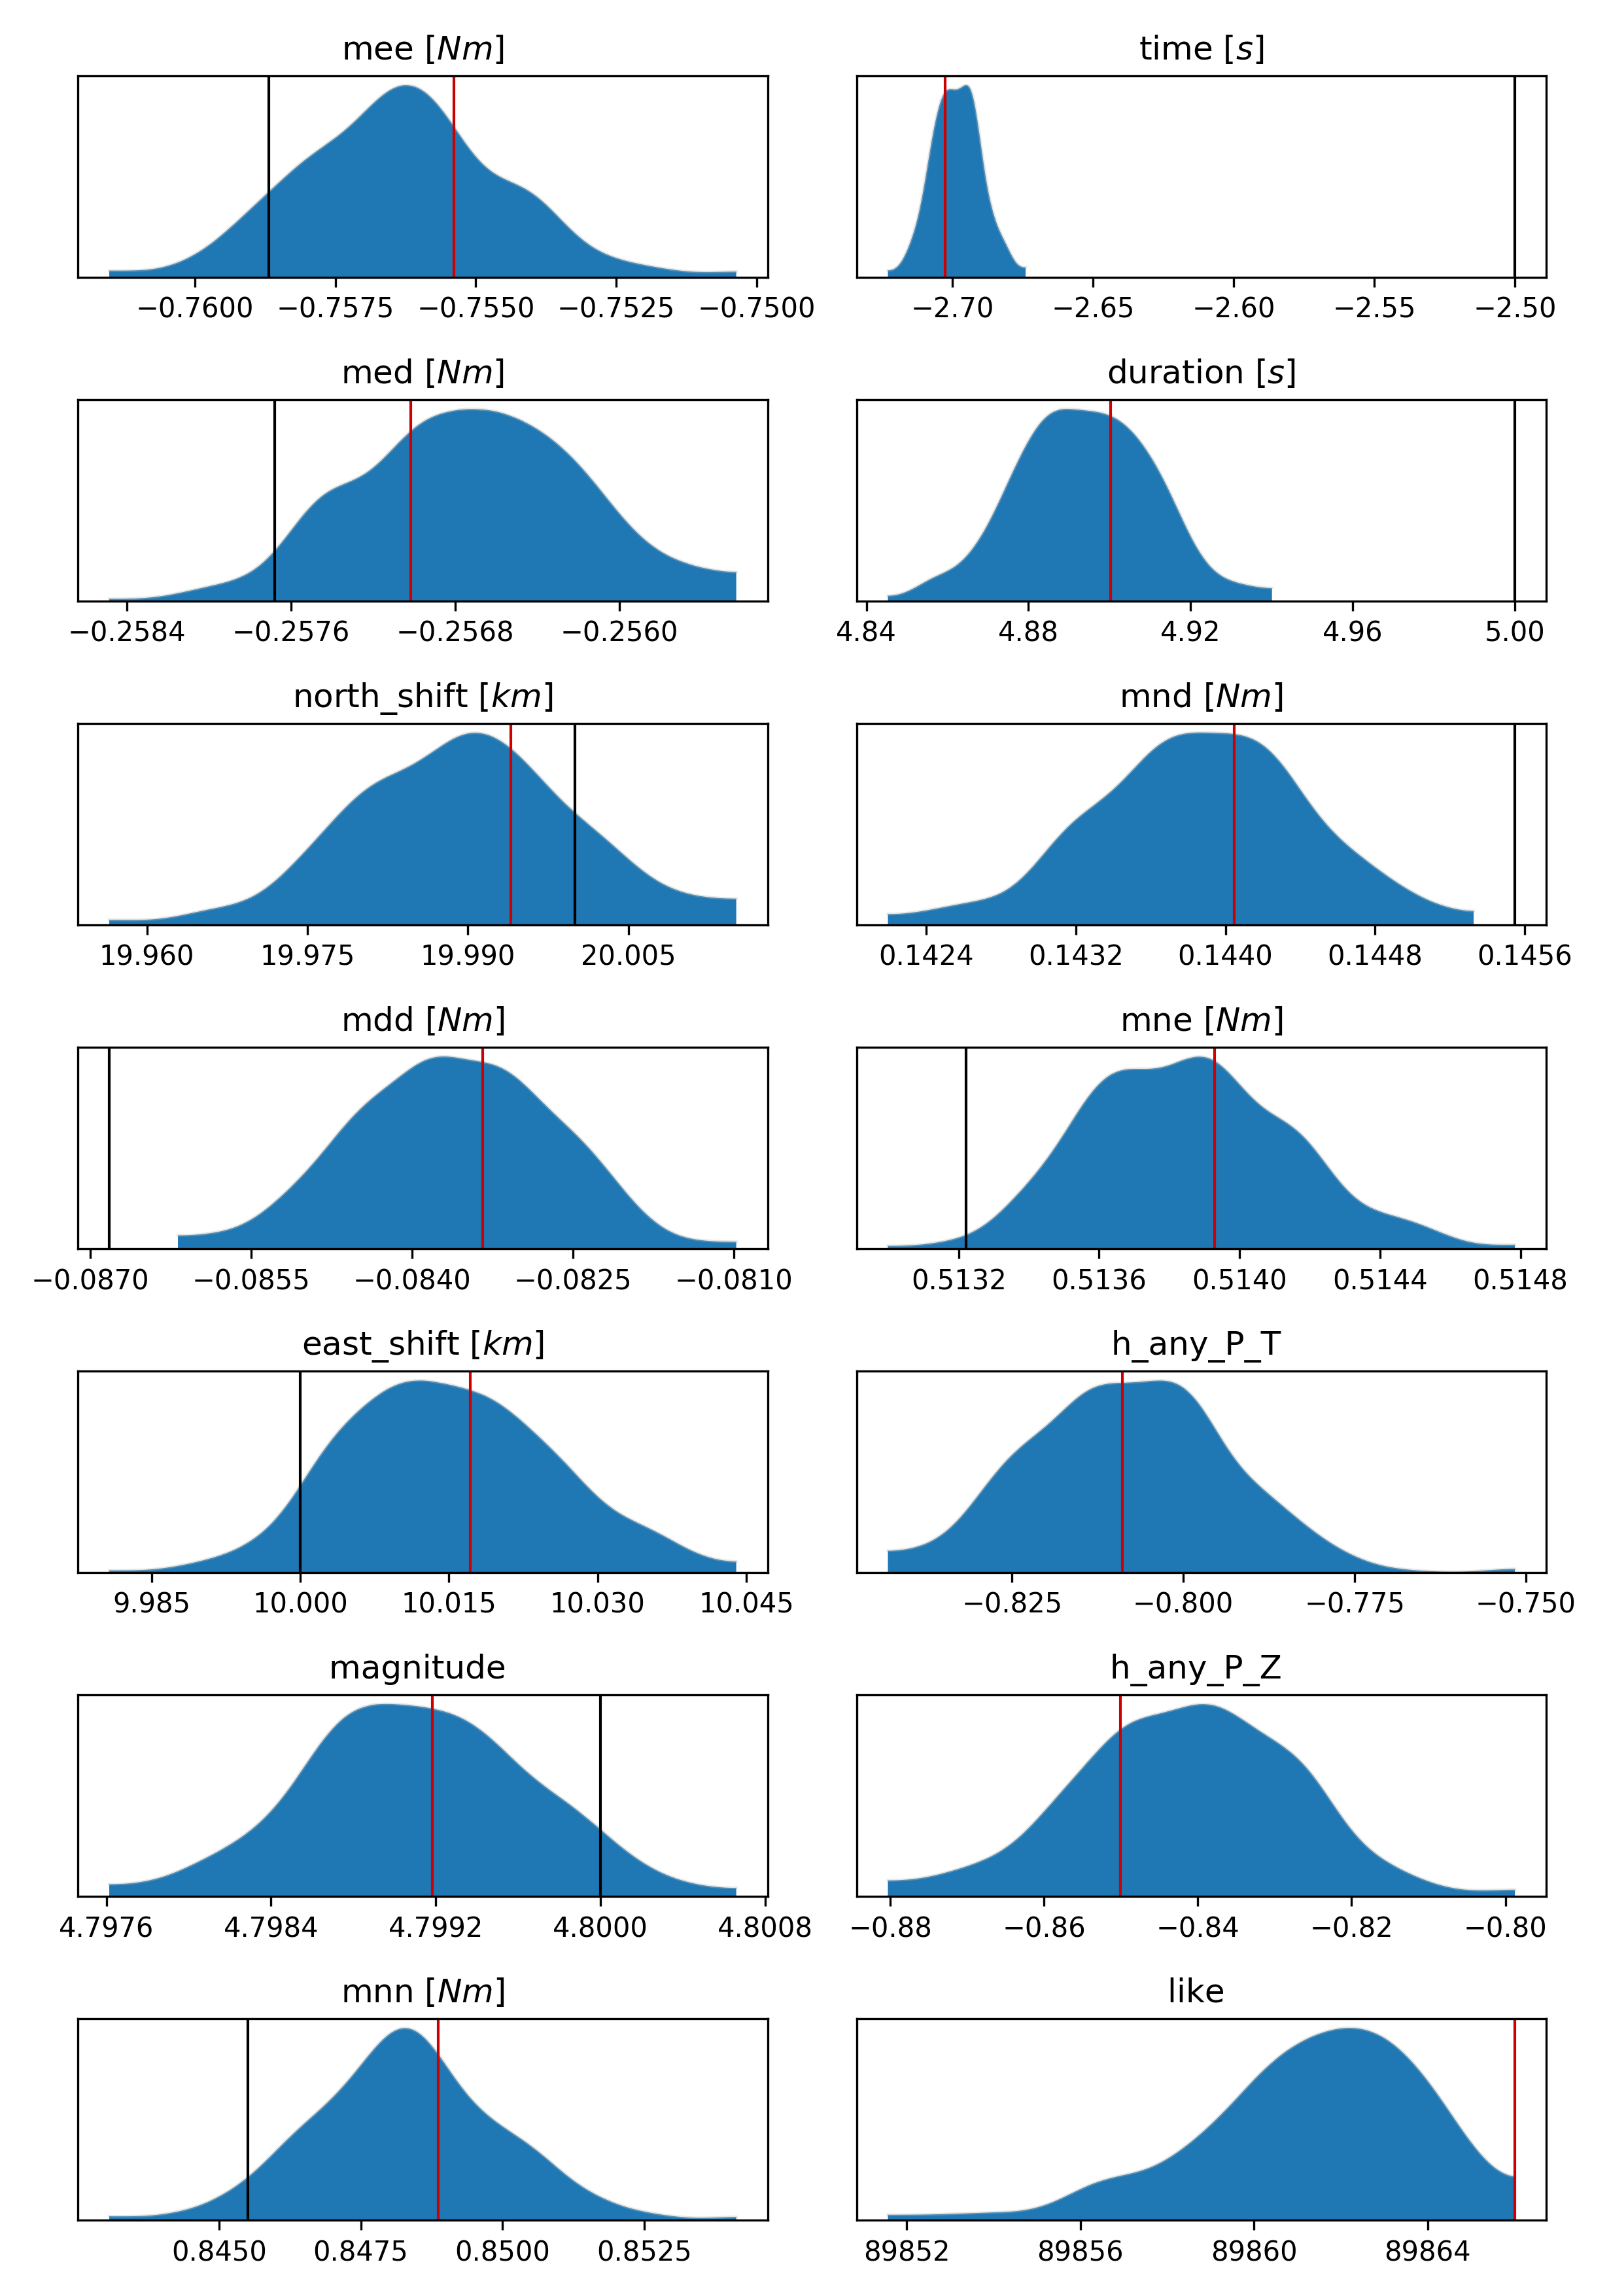 mee [Nm]
−0.7600 −0.7575 −0.7550 −0.7525 −0.7500
time [s]
−2.70 −2.65 −2.60 −2.55 −2.50
med [Nm]
−0.2584 −0.2576 −0.2568 −0.2560
duration [s]
4.84 4.88 4.92 4.96 5.00
north_shift [km]
19.960 19.975 19.990 20.005
mnd [Nm]
0.1424 0.1432 0.1440 0.1448 0.1456
mdd [Nm]
−0.0870 −0.0855 −0.0840 −0.0825 −0.0810
mne [Nm]
0.5132 0.5136 0.5140 0.5144 0.5148
east_shift [km]
9.985 10.000 10.015 10.030 10.045
h_any_P_T
−0.825 −0.800 −0.775 −0.750
magnitude
4.7976 4.7984 4.7992 4.8000 4.8008
h_any_P_Z
−0.88 −0.86 −0.84 −0.82 −0.80
mnn [Nm]
0.8450 0.8475 0.8500 0.8525
like
89852 89856 89860 89864